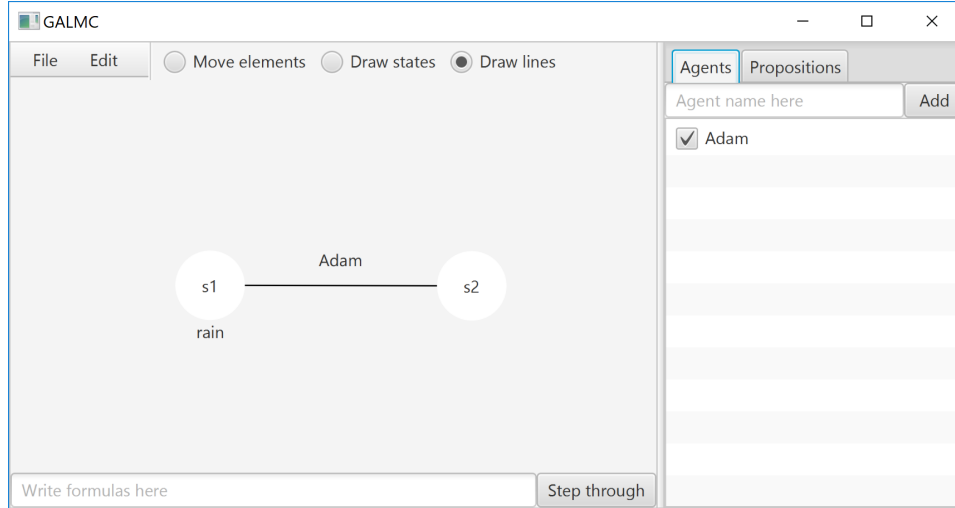 GALMC
File Edit Move elements Draw states Draw lines
Agents Propositions
Agent name here Add
Adam
Adam
s1 s2
rain
Write formulas here Step through